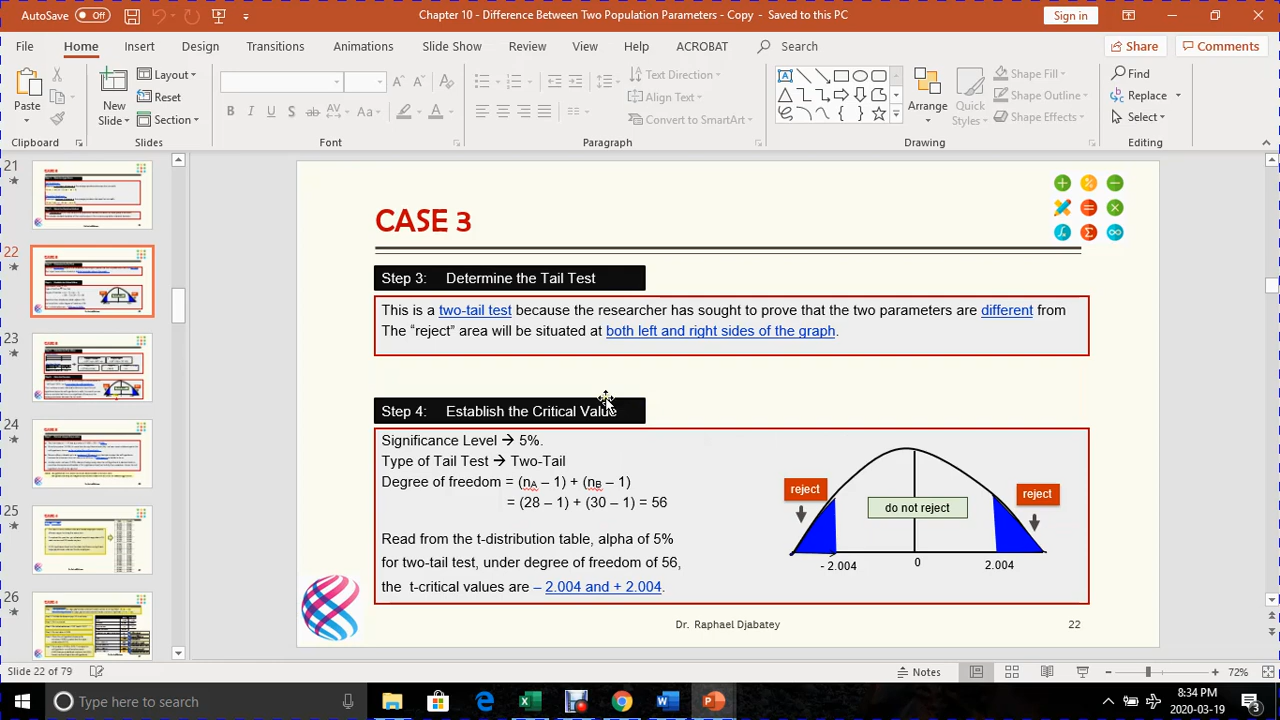 AutoSave Off
Chapter 10 - Difference Between Two Population Parameters - Copy - Saved to this PC
Sign in
File Home Insert Design Transitions Animations Slide Show Review View Help ACROBAT Search
Share Comments
Paste
New Slide
Layout
Reset
Section
B I U S ab AV Aa A
Text Direction
Align Text
Convert to SmartArt
Arrange
Quick Styles
Shape Fill
Shape Outline
Shape Effects
Find
Replace
Select
Clipboard Slides Font Paragraph Drawing Editing
21
22
23
24
25
26
CASE 3
Step 3: Determine the Tail Test
This is a two-tail test because the researcher has sought to prove that the two parameters are different from
The “reject” area will be situated at both left and right sides of the graph.
Step 4: Establish the Critical Value
Significance Level → 5%.
Type of Tail Test → Two-Tail
Degree of freedom = (nA – 1) + (nB – 1)
= (28 – 1) + (30 – 1) = 56
Read from the t-distribution table, alpha of 5%
for two-tail test, under degree of freedom of 56,
the t-critical values are – 2.004 and + 2.004.
reject
do not reject
reject
- 2.004 0 2.004
Dr. Raphael Djabatey 22
Slide 22 of 79
Notes
72%
Type here to search
8:34 PM
2020-03-19
3